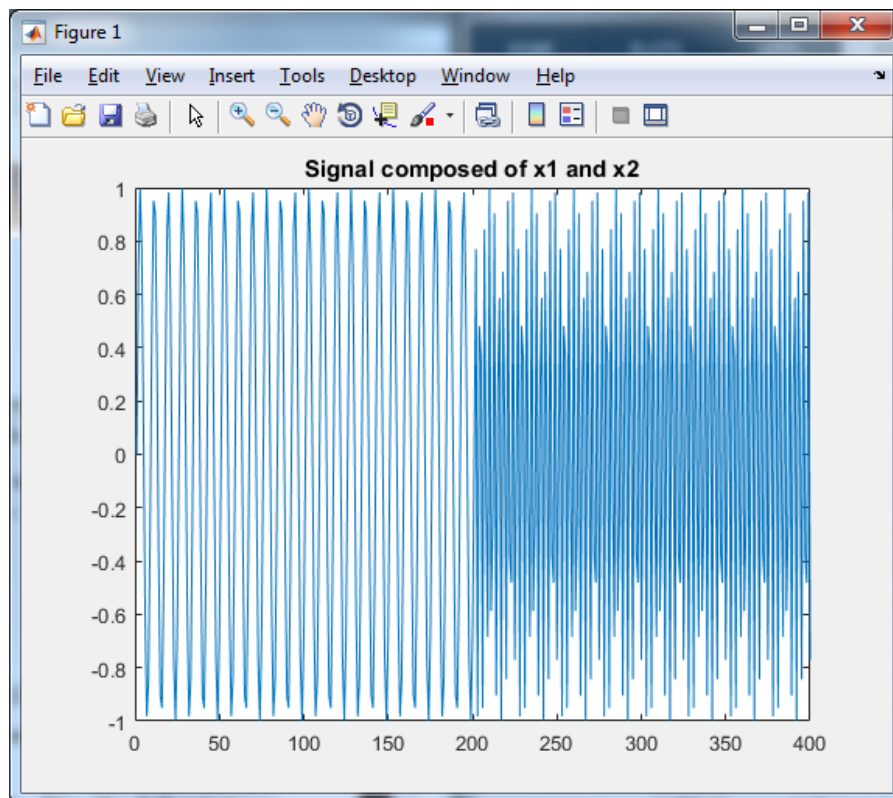 Figure 1
File Edit View Insert Tools Desktop Window Help
Signal composed of x1 and x2
1
0.8
0.6
0.4
0.2
0
-0.2
-0.4
-0.6
-0.8
-1
0 50 100 150 200 250 300 350 400